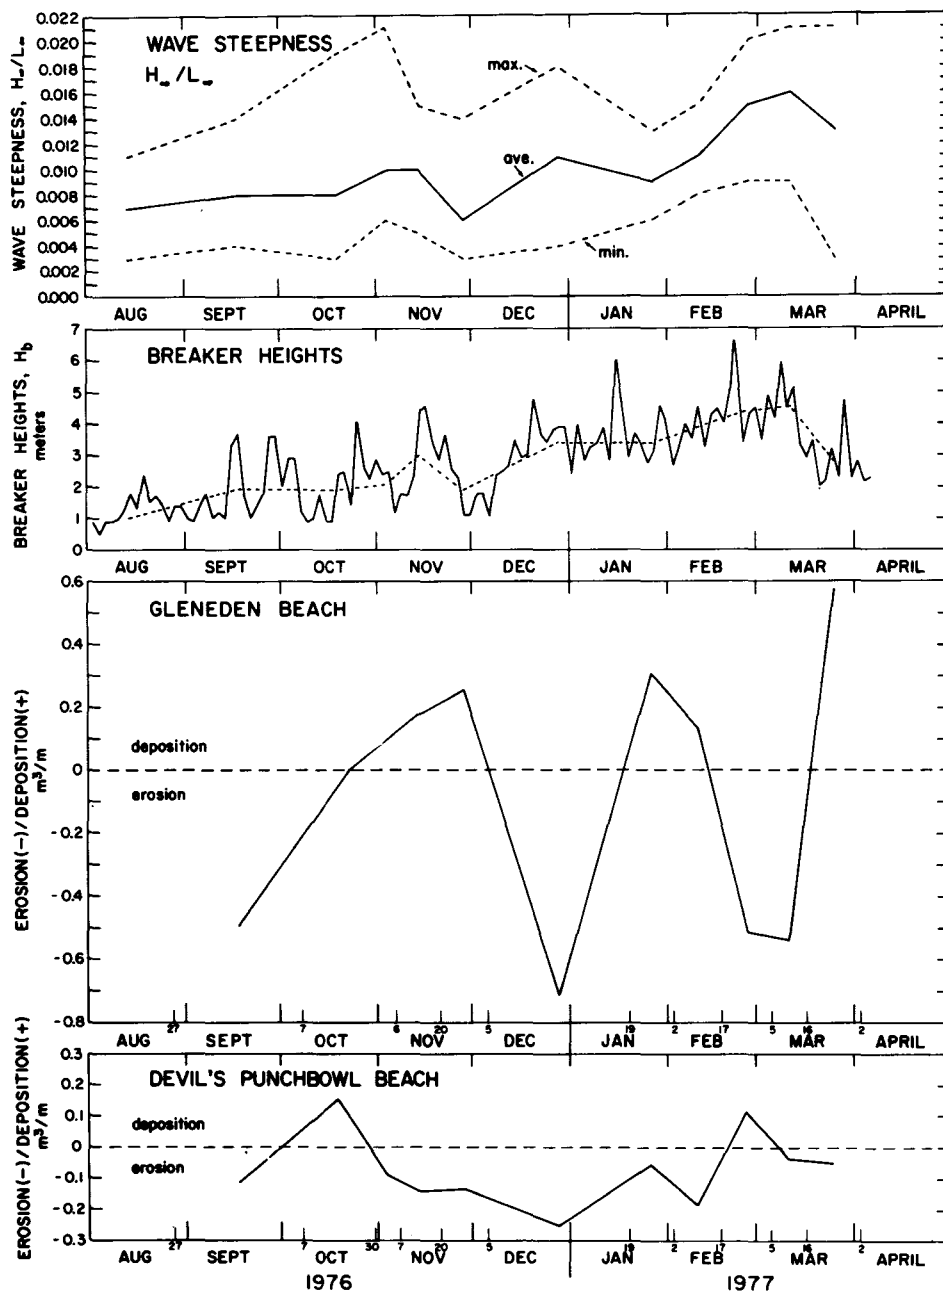 WAVE STEEPNESS, H∞/L∞
0.022
0.020
0.018
0.016
0.014
0.012
0.010
0.008
0.006
0.004
0.002
0.000
WAVE STEEPNESS
H∞/L∞
max.
ave.
min.
AUG SEPT OCT NOV DEC JAN FEB MAR APRIL
BREAKER HEIGHTS, Hb
meters
7
6
5
4
3
2
1
0
BREAKER HEIGHTS
AUG SEPT OCT NOV DEC JAN FEB MAR APRIL
EROSION(-)/DEPOSITION(+)
m³/m
0.6
0.4
0.2
0
-0.2
-0.4
-0.6
-0.8
GLENEDEN BEACH
deposition
erosion
27 7 6 20 5 19 2 17 5 16 2
AUG SEPT OCT NOV DEC JAN FEB MAR APRIL
EROSION(-)/DEPOSITION(+)
m³/m
0.3
0.2
0.1
0
-0.1
-0.2
-0.3
DEVIL'S PUNCHBOWL BEACH
deposition
erosion
27 7 30 7 20 5 19 2 17 5 16 2
AUG SEPT OCT NOV DEC JAN FEB MAR APRIL
1976 1977